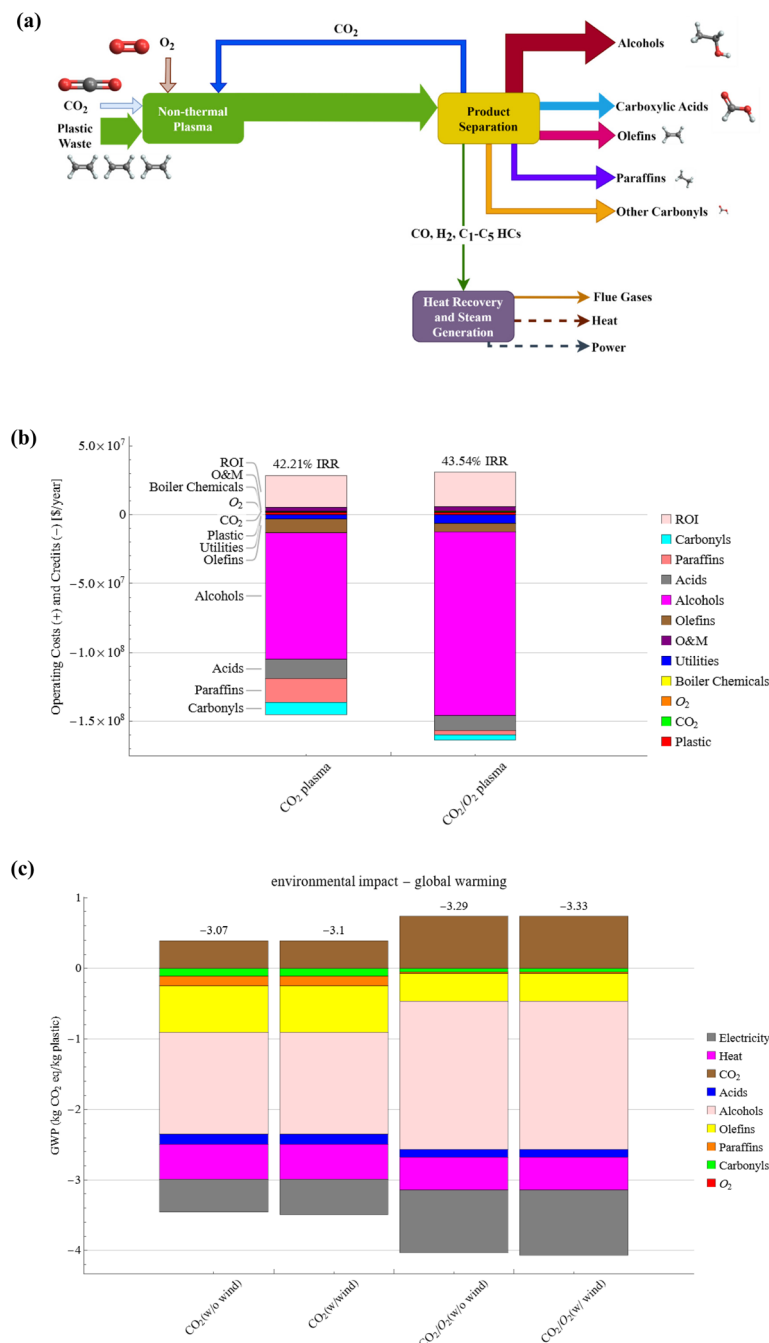 (a)
CO2
O2
Alcohols
CO2
Non-thermal
Plasma
Product
Separation
Carboxylic Acids
Plastic
Waste
Olefins
Paraffins
Other Carbonyls
CO, H2, C1-C5 HCs
Heat Recovery
and Steam
Generation
Flue Gases
Heat
Power
(b)
Operating Costs (+) and Credits (−) [$/year]
5.0×10^7
0
−5.0×10^7
−1.0×10^8
−1.5×10^8
ROI
O&M
Boiler Chemicals
O2
CO2
Plastic
Utilities
Olefins
Alcohols
Acids
Paraffins
Carbonyls
42.21% IRR
43.54% IRR
CO2 plasma
CO2/O2 plasma
ROI
Carbonyls
Paraffins
Acids
Alcohols
Olefins
O&M
Utilities
Boiler Chemicals
O2
CO2
Plastic
(c)
environmental impact − global warming
GWP (kg CO2 eq/kg plastic)
1
0
−1
−2
−3
−4
−3.07
−3.1
−3.29
−3.33
CO2(w/o wind)
CO2(w/wind)
CO2/O2(w/o wind)
CO2/O2(w/ wind)
Electricity
Heat
CO2
Acids
Alcohols
Olefins
Paraffins
Carbonyls
O2